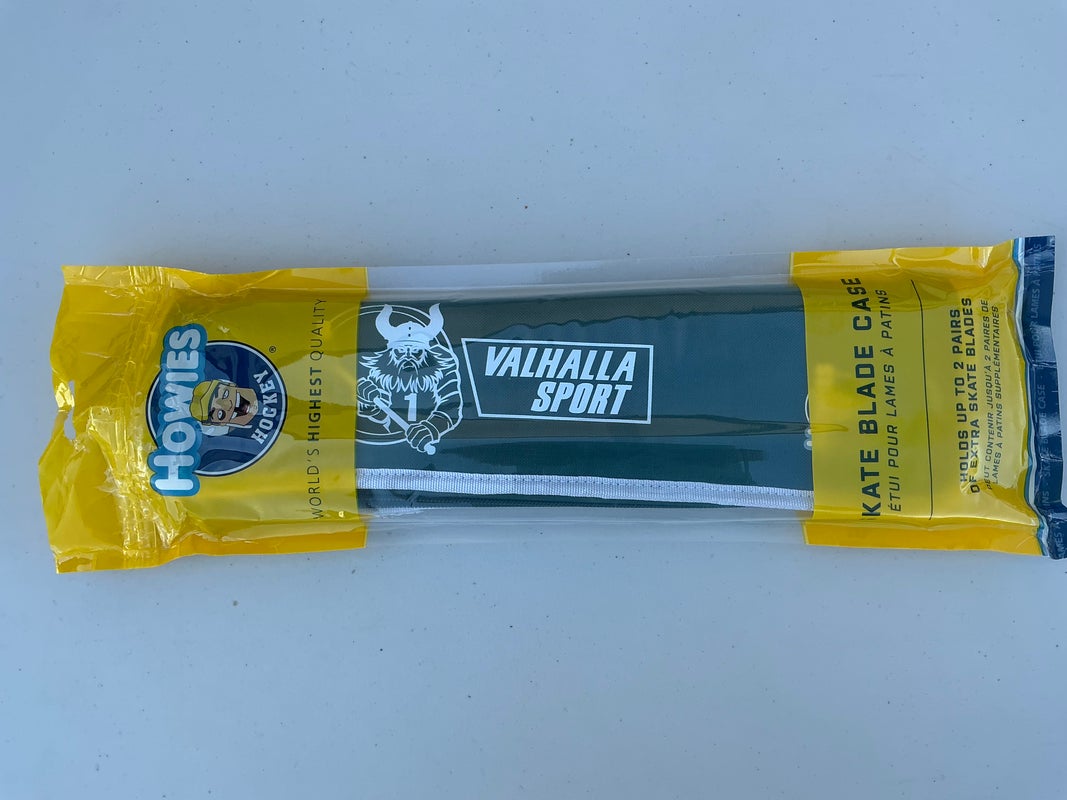 HOWIES
HOCKEY
®
WORLD'S HIGHEST QUALITY
1
VALHALLA
SPORT
KATE BLADE CASE
ÉTUI POUR LAMES À PATINS
HOLDS UP TO 2 PAIRS
OF EXTRA SKATE BLADES
PEUT CONTENIR JUSQU'À 2 PAIRES DE
LAMES À PATINS SUPPLÉMENTAIRES
CASE